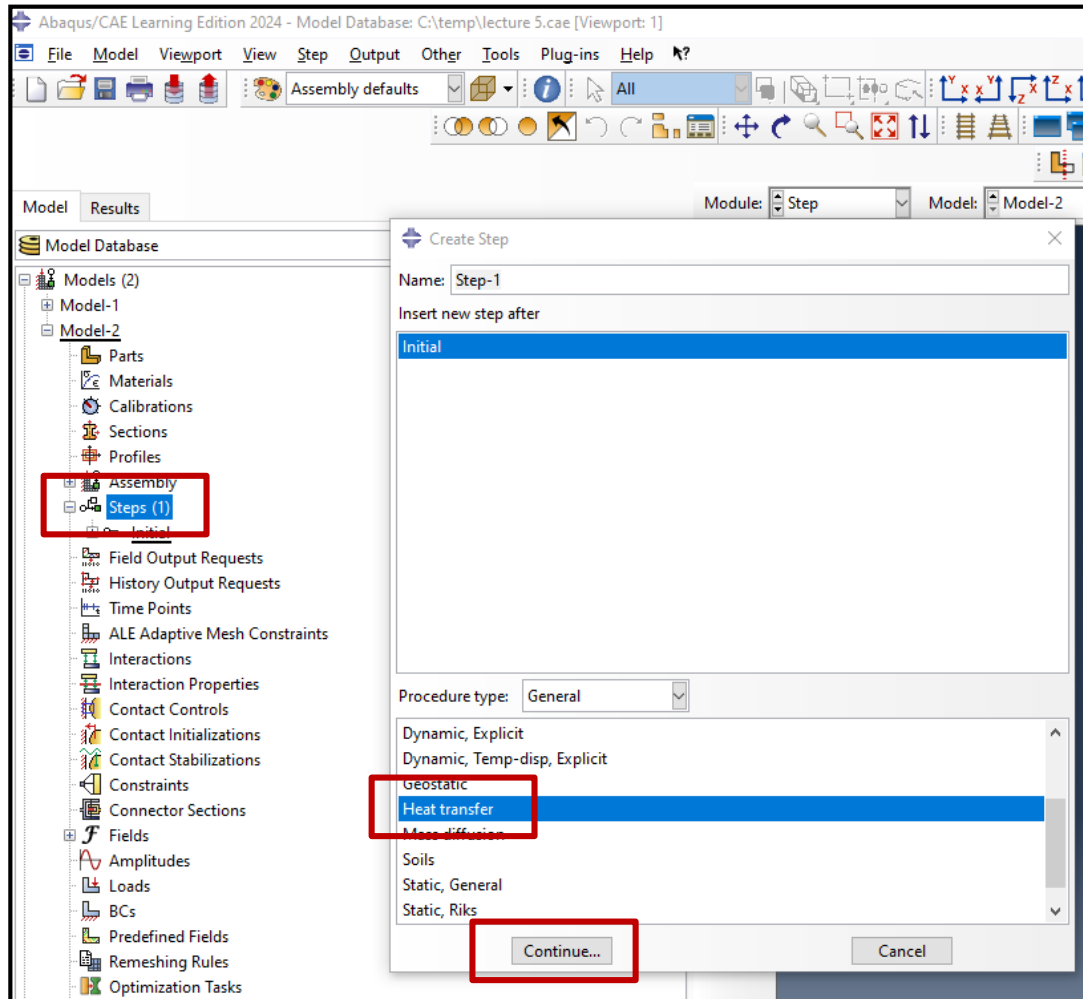 Abaqus/CAE Learning Edition 2024 - Model Database: C:\temp\lecture 5.cae [Viewport: 1]
File Model Viewport View Step Output Other Tools Plug-ins Help
Assembly defaults All
Model Results
Module: Step Model: Model-2
Model Database
Models (2)
Model-1
Model-2
Parts
Materials
Calibrations
Sections
Profiles
Assembly
Steps (1)
Initial
Field Output Requests
History Output Requests
Time Points
ALE Adaptive Mesh Constraints
Interactions
Interaction Properties
Contact Controls
Contact Initializations
Contact Stabilizations
Constraints
Connector Sections
Fields
Amplitudes
Loads
BCs
Predefined Fields
Remeshing Rules
Optimization Tasks
Create Step
Name: Step-1
Insert new step after
Initial
Procedure type: General
Dynamic, Explicit
Dynamic, Temp-disp, Explicit
Geostatic
Heat transfer
Mass diffusion
Soils
Static, General
Static, Riks
Continue... Cancel